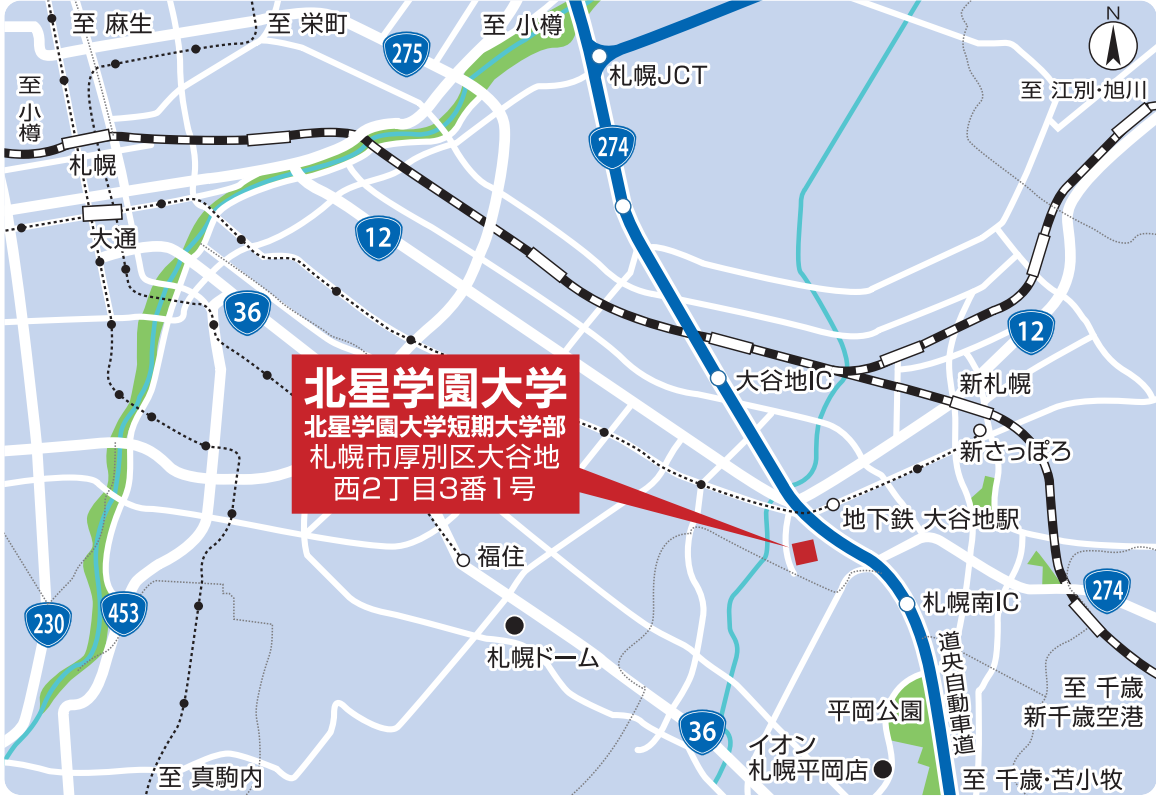 至 麻生
至 栄町
至 小樽
275
N
札幌JCT
至 江別・旭川
至
小
樽
274
札幌
12
大通
36
12
北星学園大学
北星学園大学短期大学部
札幌市厚別区大谷地
西2丁目3番1号
大谷地IC
新札幌
新さっぽろ
地下鉄 大谷地駅
福住
274
札幌南IC
230
453
札幌ドーム
道央自動車道
至 千歳
新千歳空港
平岡公園
36
イオン
札幌平岡店
至 真駒内
至 千歳・苫小牧